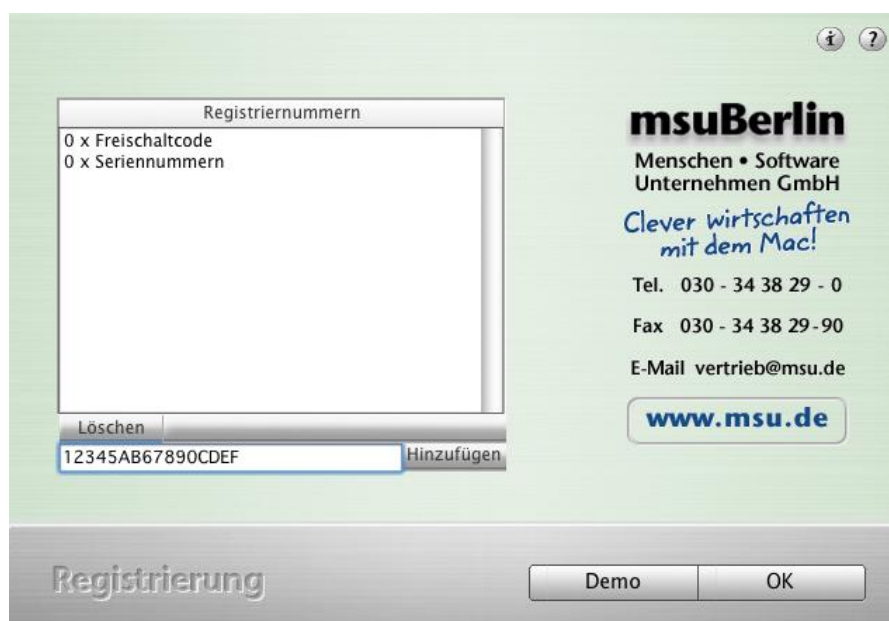 Registriernummern
0 x Freischaltcode
0 x Seriennummern
Löschen
12345AB67890CDEF
Hinzufügen
i ?
msuBerlin
Menschen • Software
Unternehmen GmbH
Clever wirtschaften
mit dem Mac!
Tel. 030 - 34 38 29 - 0
Fax 030 - 34 38 29-90
E-Mail vertrieb@msu.de
www.msu.de
Registrierung
Demo
OK